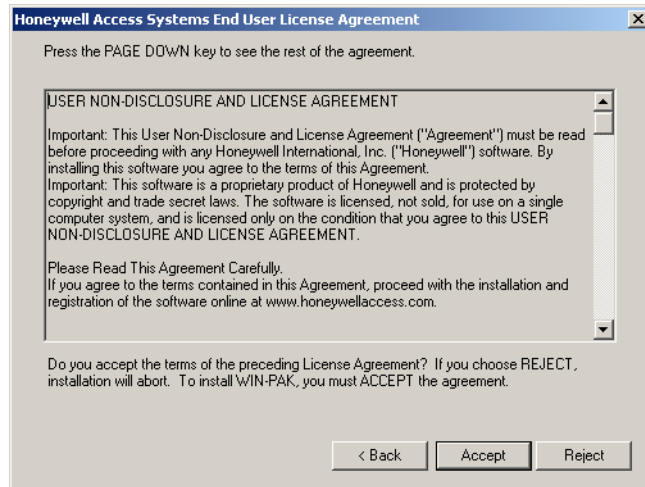 Honeywell Access Systems End User License Agreement
Press the PAGE DOWN key to see the rest of the agreement.
USER NON-DISCLOSURE AND LICENSE AGREEMENT
Important: This User Non-Disclosure and License Agreement ("Agreement") must be read
before proceeding with any Honeywell International, Inc. ("Honeywell") software. By
installing this software you agree to the terms of this Agreement.
Important: This software is a proprietary product of Honeywell and is protected by
copyright and trade secret laws. The software is licensed, not sold, for use on a single
computer system, and is licensed only on the condition that you agree to this USER
NON-DISCLOSURE AND LICENSE AGREEMENT.
Please Read This Agreement Carefully.
If you agree to the terms contained in this Agreement, proceed with the installation and
registration of the software online at www.honeywellaccess.com.
Do you accept the terms of the preceding License Agreement? If you choose REJECT,
installation will abort. To install WIN-PAK, you must ACCEPT the agreement.
< Back Accept Reject